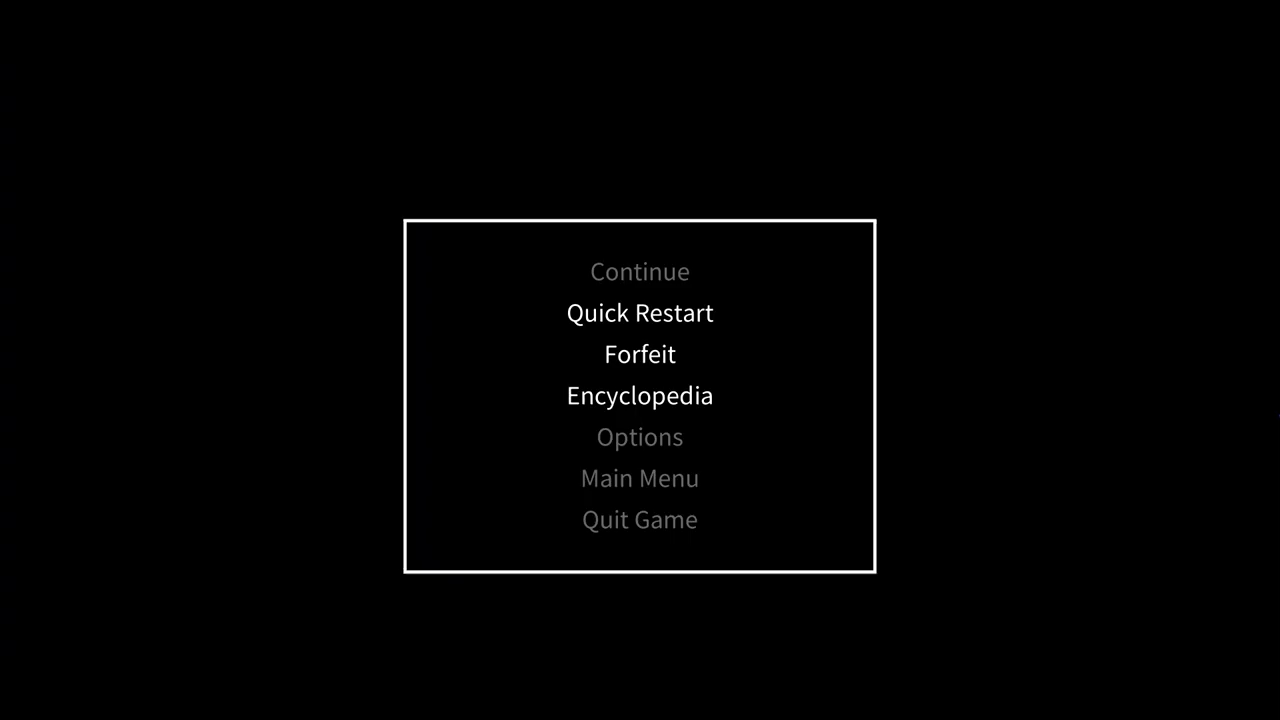 Continue
Quick Restart
Forfeit
Encyclopedia
Options
Main Menu
Quit Game